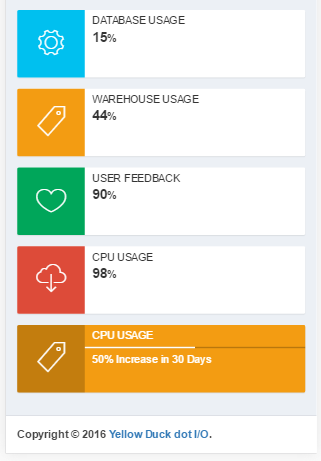 DATABASE USAGE
15%
WAREHOUSE USAGE
44%
USER FEEDBACK
90%
CPU USAGE
98%
CPU USAGE
50% Increase in 30 Days
Copyright © 2016 Yellow Duck dot I/O.